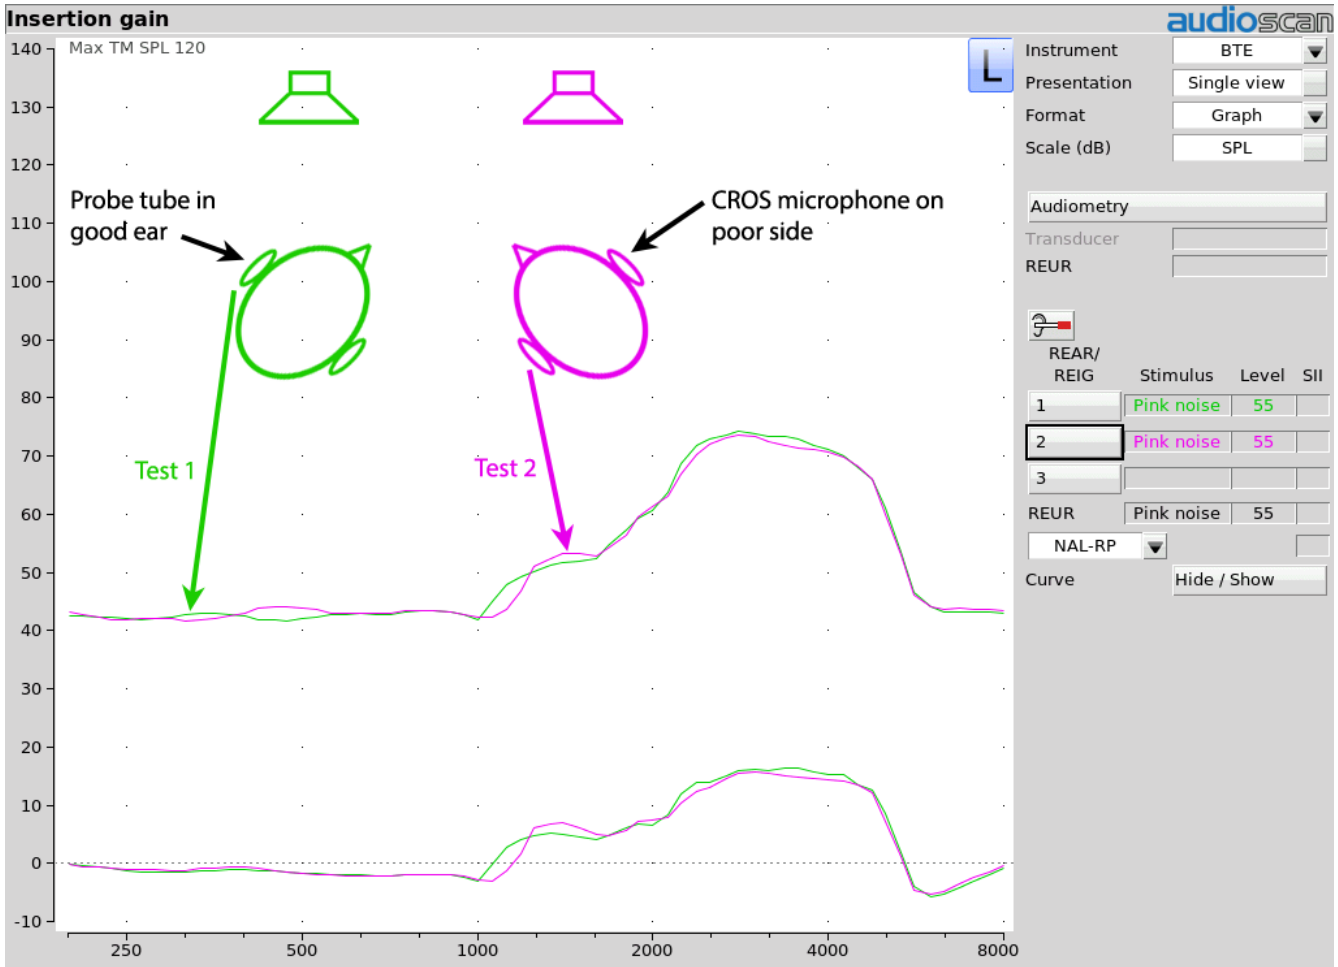 Insertion gain
audioscan
Max TM SPL 120
L
140
130
120
110
100
90
80
70
60
50
40
30
20
10
0
-10
250
500
1000
2000
4000
8000
Probe tube in
good ear
CROS microphone on
poor side
Test 1
Test 2
Instrument BTE
Presentation Single view
Format Graph
Scale (dB) SPL
Audiometry
Transducer
REUR
REAR/
REIG Stimulus Level SII
1 Pink noise 55
2 Pink noise 55
3
REUR Pink noise 55
NAL-RP
Curve Hide / Show